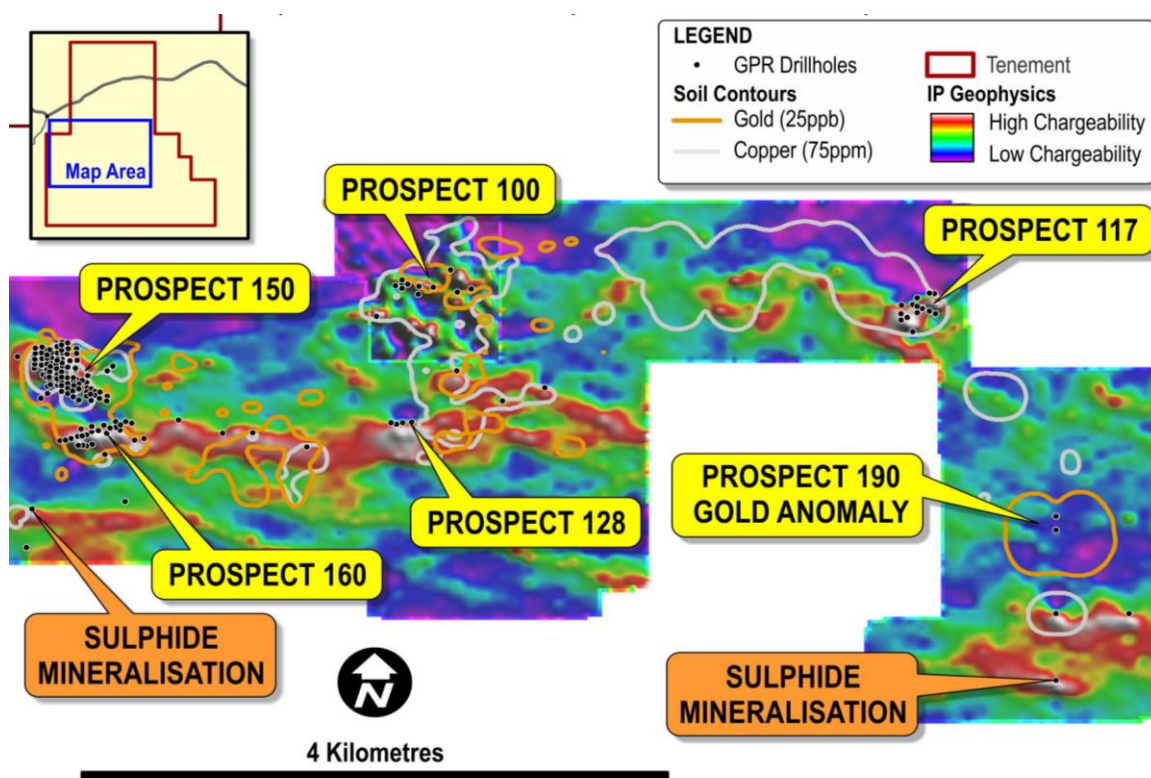 Map Area
LEGEND
GPR Drillholes
Soil Contours
Gold (25ppb)
Copper (75ppm)
Tenement
IP Geophysics
High Chargeability
Low Chargeability
PROSPECT 100
PROSPECT 117
PROSPECT 150
PROSPECT 190
GOLD ANOMALY
PROSPECT 128
PROSPECT 160
SULPHIDE
MINERALISATION
SULPHIDE
MINERALISATION
N
4 Kilometres